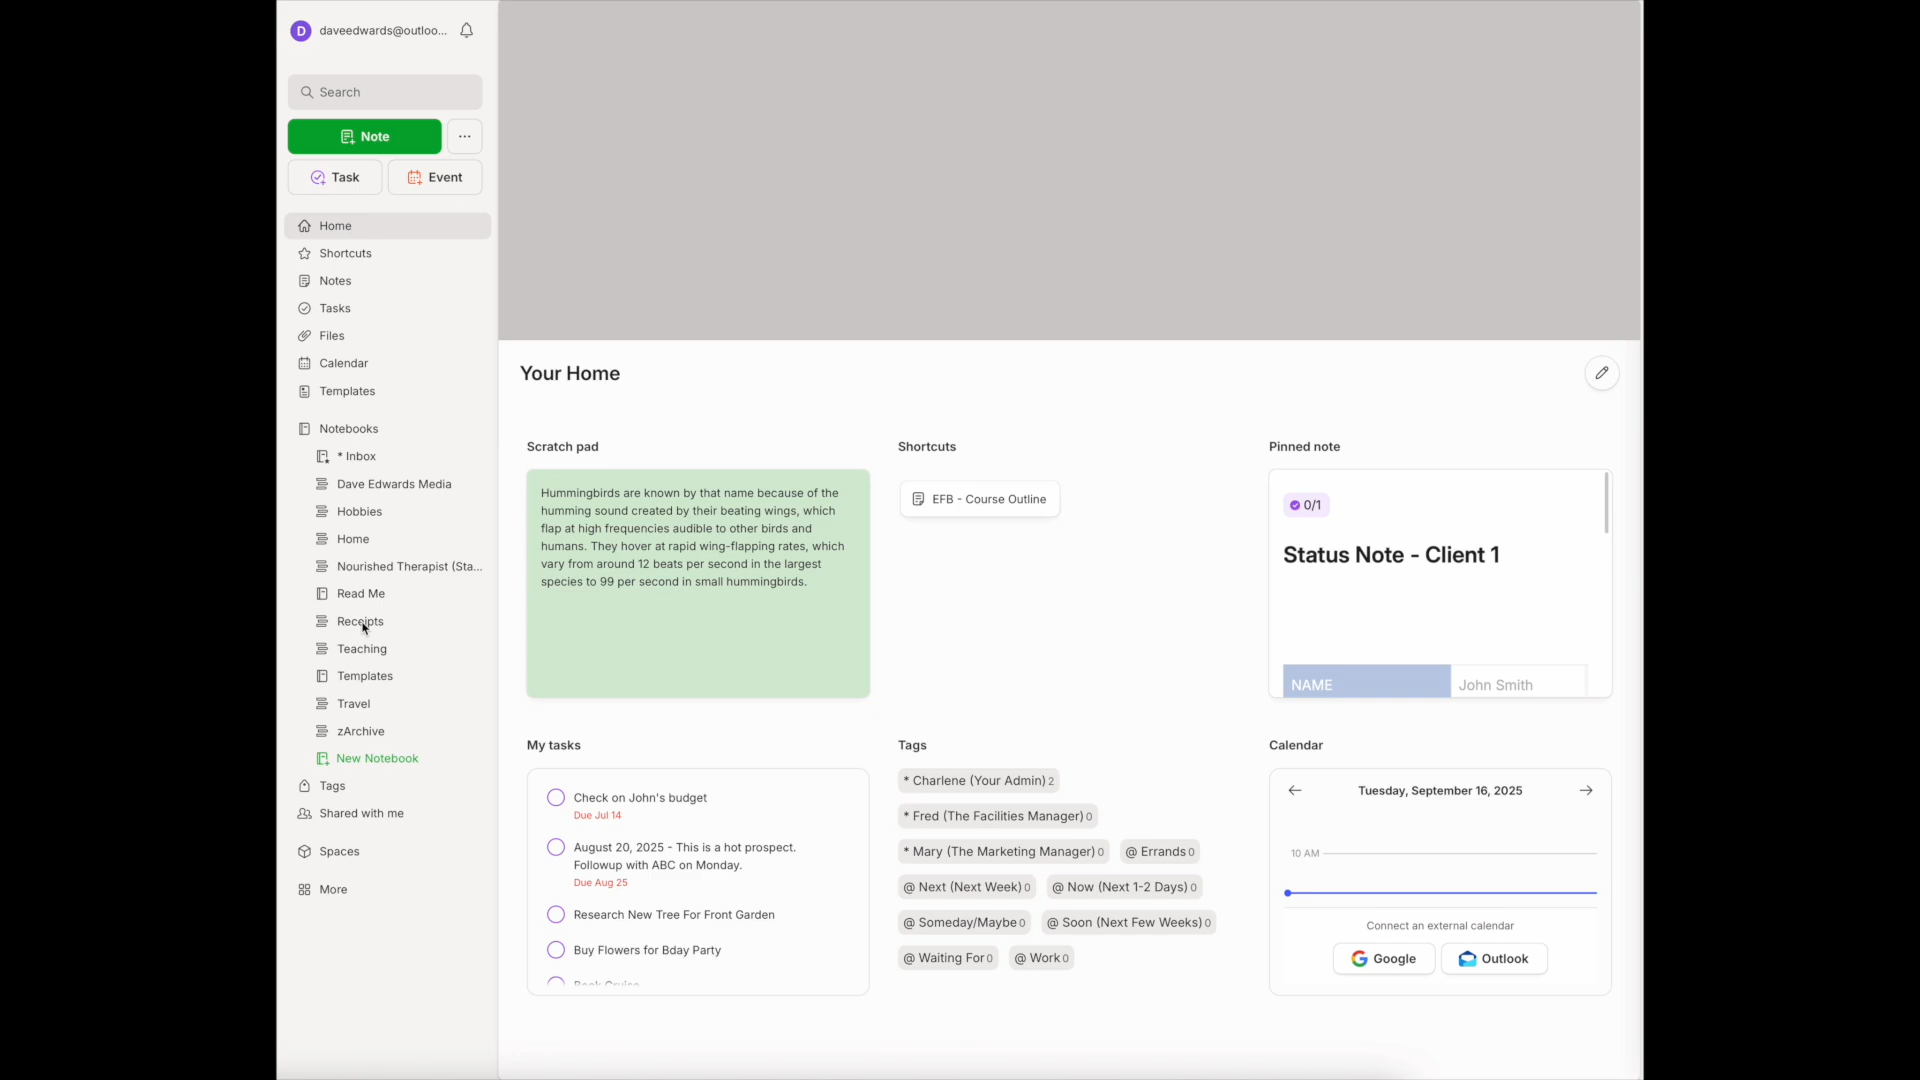 D daveedwards@outloo...
Search
Note
...
Task
Event
Home
Shortcuts
Notes
Tasks
Files
Calendar
Templates
Notebooks
* Inbox
Dave Edwards Media
Hobbies
Home
Nourished Therapist (Sta...
Read Me
Receipts
Teaching
Templates
Travel
zArchive
New Notebook
Tags
Shared with me
Spaces
More
Your Home
Scratch pad
Hummingbirds are known by that name because of the
humming sound created by their beating wings, which
flap at high frequencies audible to other birds and
humans. They hover at rapid wing-flapping rates, which
vary from around 12 beats per second in the largest
species to 99 per second in small hummingbirds.
Shortcuts
EFB - Course Outline
Pinned note
0/1
Status Note - Client 1
NAME John Smith
My tasks
Check on John's budget
Due Jul 14
August 20, 2025 - This is a hot prospect.
Followup with ABC on Monday.
Due Aug 25
Research New Tree For Front Garden
Buy Flowers for Bday Party
Book Cruise
Tags
* Charlene (Your Admin) 2
* Fred (The Facilities Manager) 0
* Mary (The Marketing Manager) 0 @ Errands 0
@ Next (Next Week) 0 @ Now (Next 1-2 Days) 0
@ Someday/Maybe 0 @ Soon (Next Few Weeks) 0
@ Waiting For 0 @ Work 0
Calendar
Tuesday, September 16, 2025
10 AM
Connect an external calendar
Google Outlook